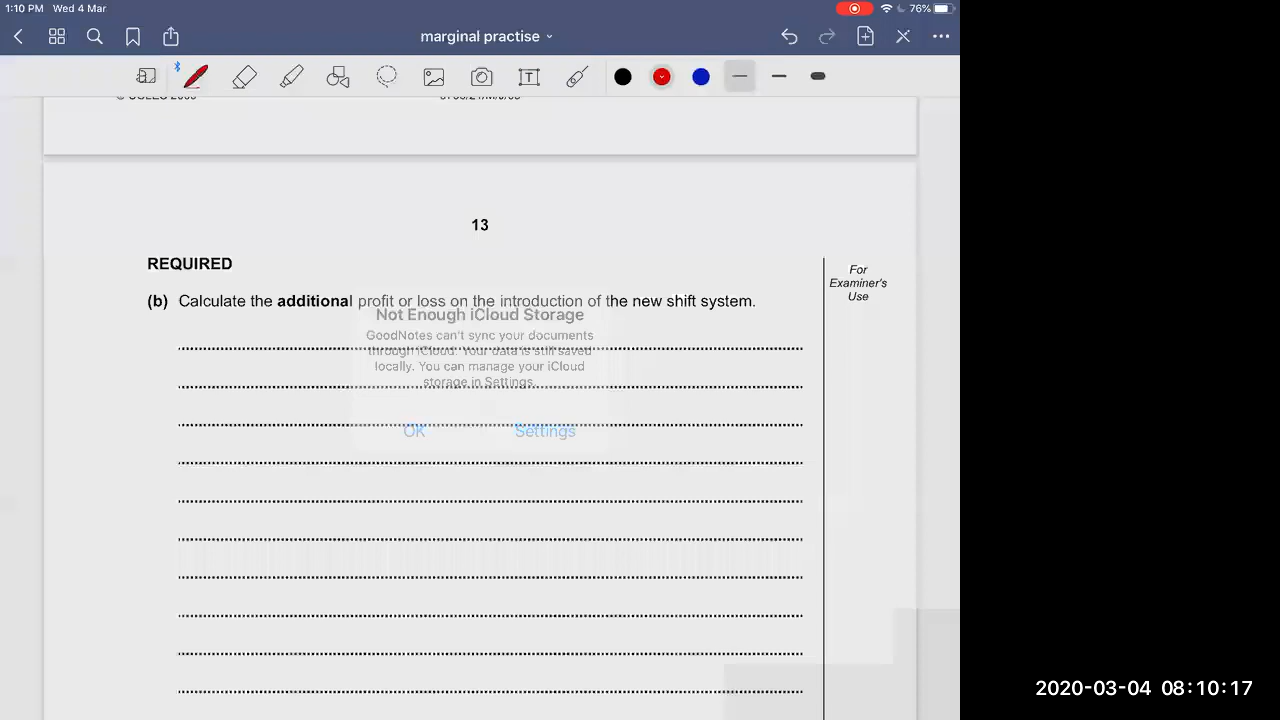 1:10 PM Wed 4 Mar
76%
marginal practise
T
13
REQUIRED
(b) Calculate the additional profit or loss on the introduction of the new shift system.
For
Examiner's
Use
Not Enough iCloud Storage
GoodNotes can't sync your documents
through iCloud. Your data is still saved
locally. You can manage your iCloud
storage in Settings.
OK Settings
2020-03-04 08:10:17